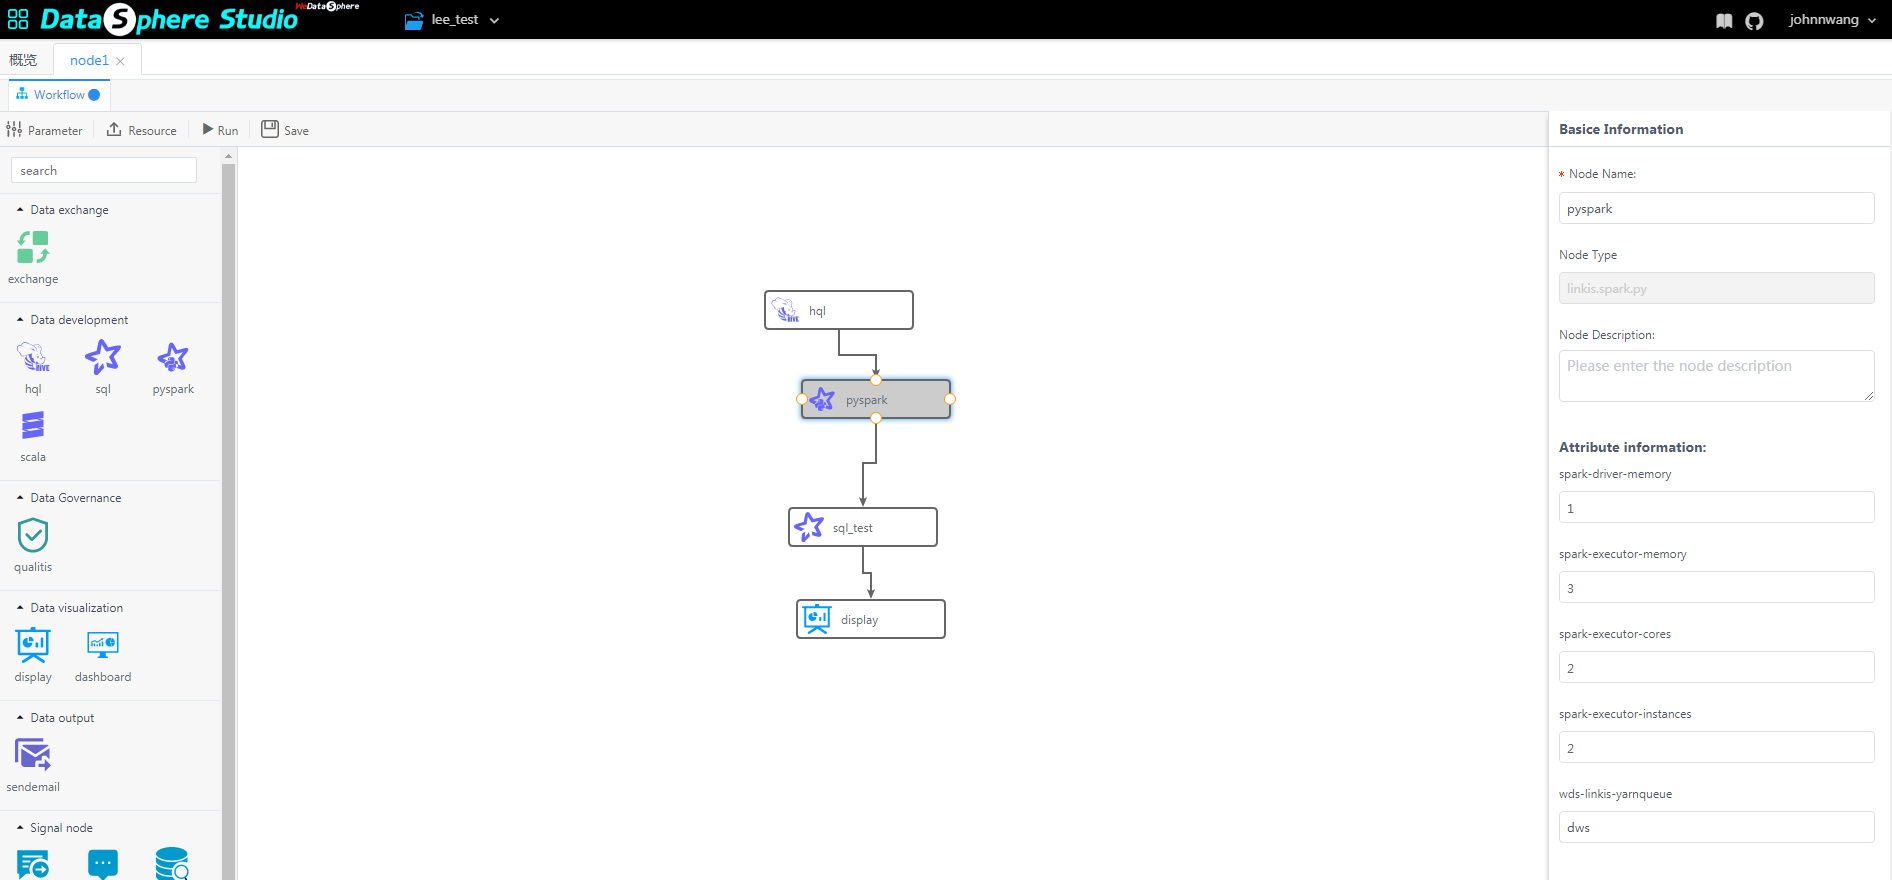 DataSphere Studio
WeDataSphere
lee_test
johnnwang
概览
node1
Workflow
Parameter
Resource
Run
Save
search
Data exchange
exchange
Data development
hql
sql
pyspark
scala
Data Governance
qualitis
Data visualization
display
dashboard
Data output
sendemail
Signal node
HIVE
hql
pyspark
sql_test
display
Basice Information
* Node Name:
pyspark
Node Type
linkis.spark.py
Node Description:
Please enter the node description
Attribute information:
spark-driver-memory
1
spark-executor-memory
3
spark-executor-cores
2
spark-executor-instances
2
wds-linkis-yarnqueue
dws